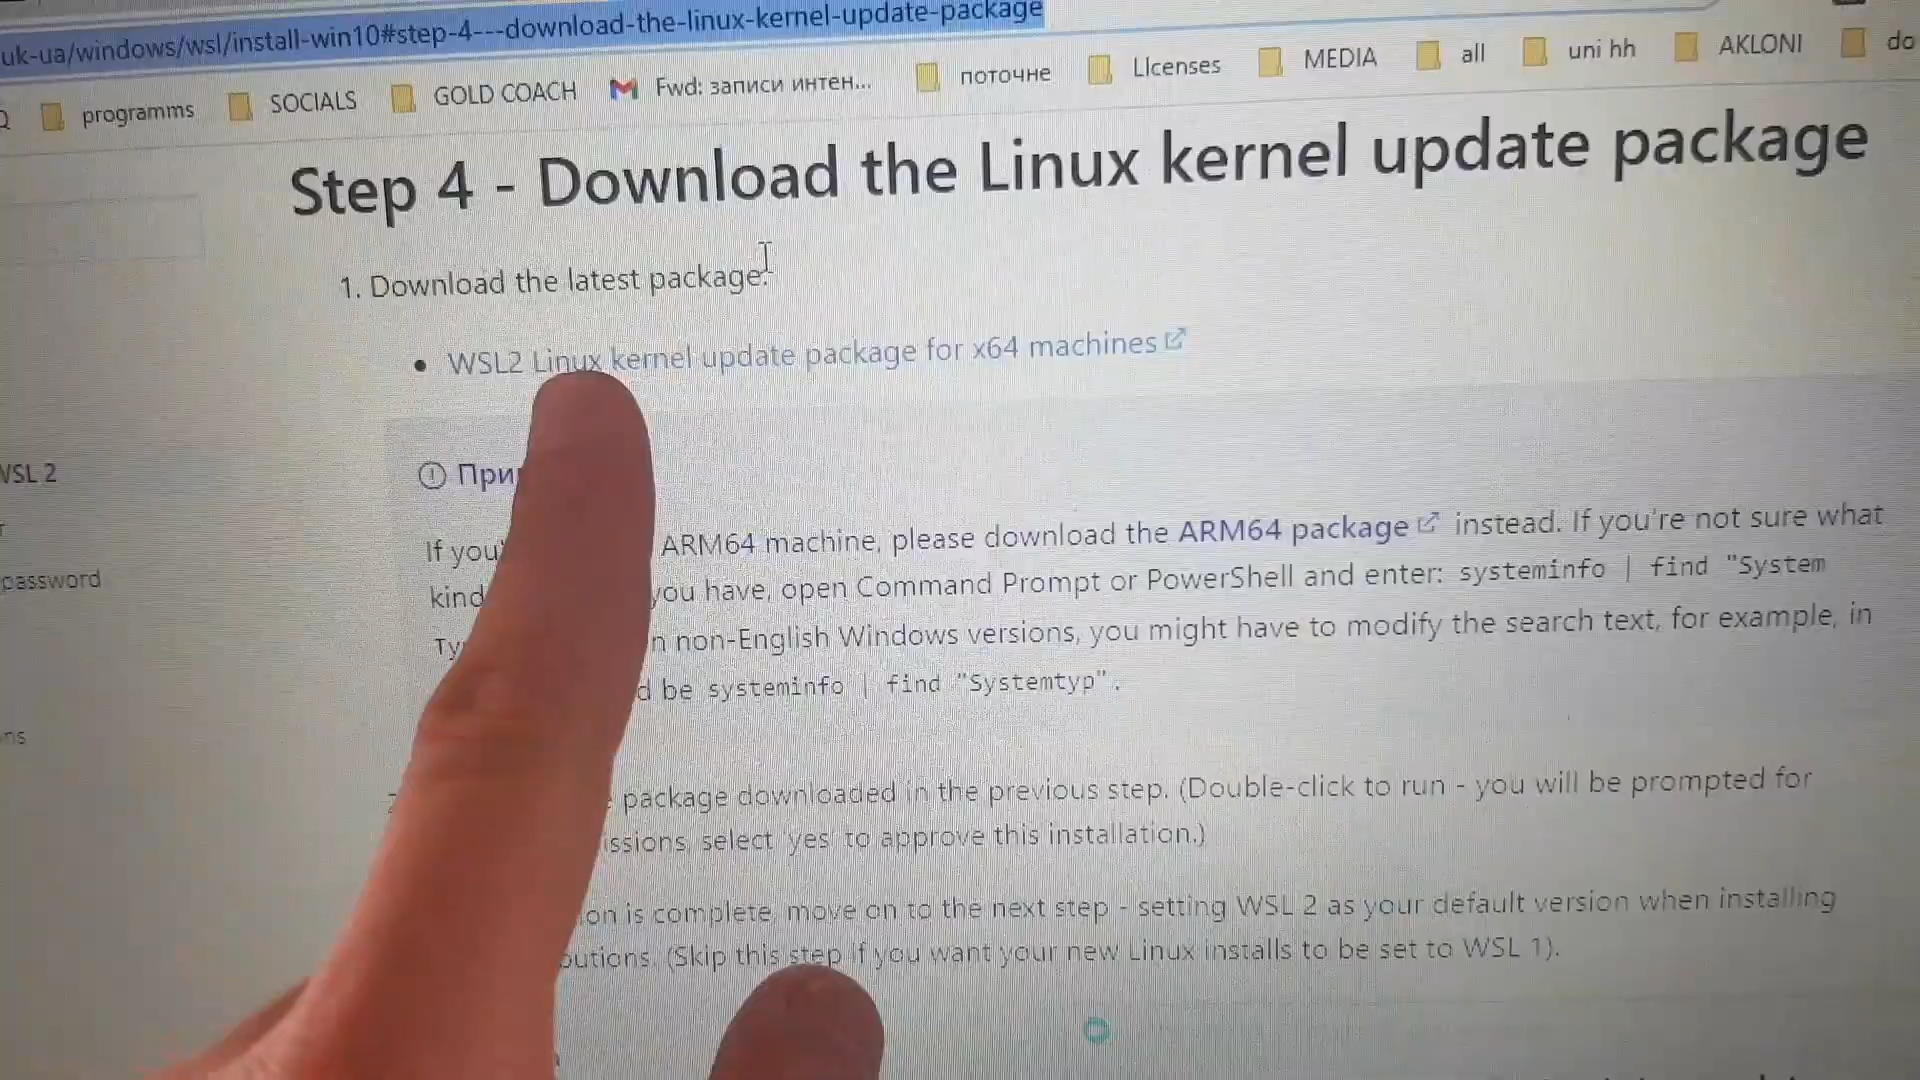 uk-ua/windows/wsl/install-win10#step-4---download-the-linux-kernel-update-package
programms SOCIALS GOLD COACH Fwd: записи интен... поточне LIcenses MEDIA all uni hh AKLONI do
Step 4 - Download the Linux kernel update package
1. Download the latest package:
• WSL2 Linux kernel update package for x64 machines
If you' ARM64 machine, please download the ARM64 package instead. If you're not sure what
kind you have, open Command Prompt or PowerShell and enter: systeminfo | find "System
non-English Windows versions, you might have to modify the search text, for example, in
be systeminfo | find "Systemtyp".
package downloaded in the previous step. (Double-click to run - you will be prompted for
select 'yes' to approve this installation.)
is complete, move on to the next step - setting WSL 2 as your default version when installing
(Skip this step if you want your new Linux installs to be set to WSL 1).
WSL 2
password